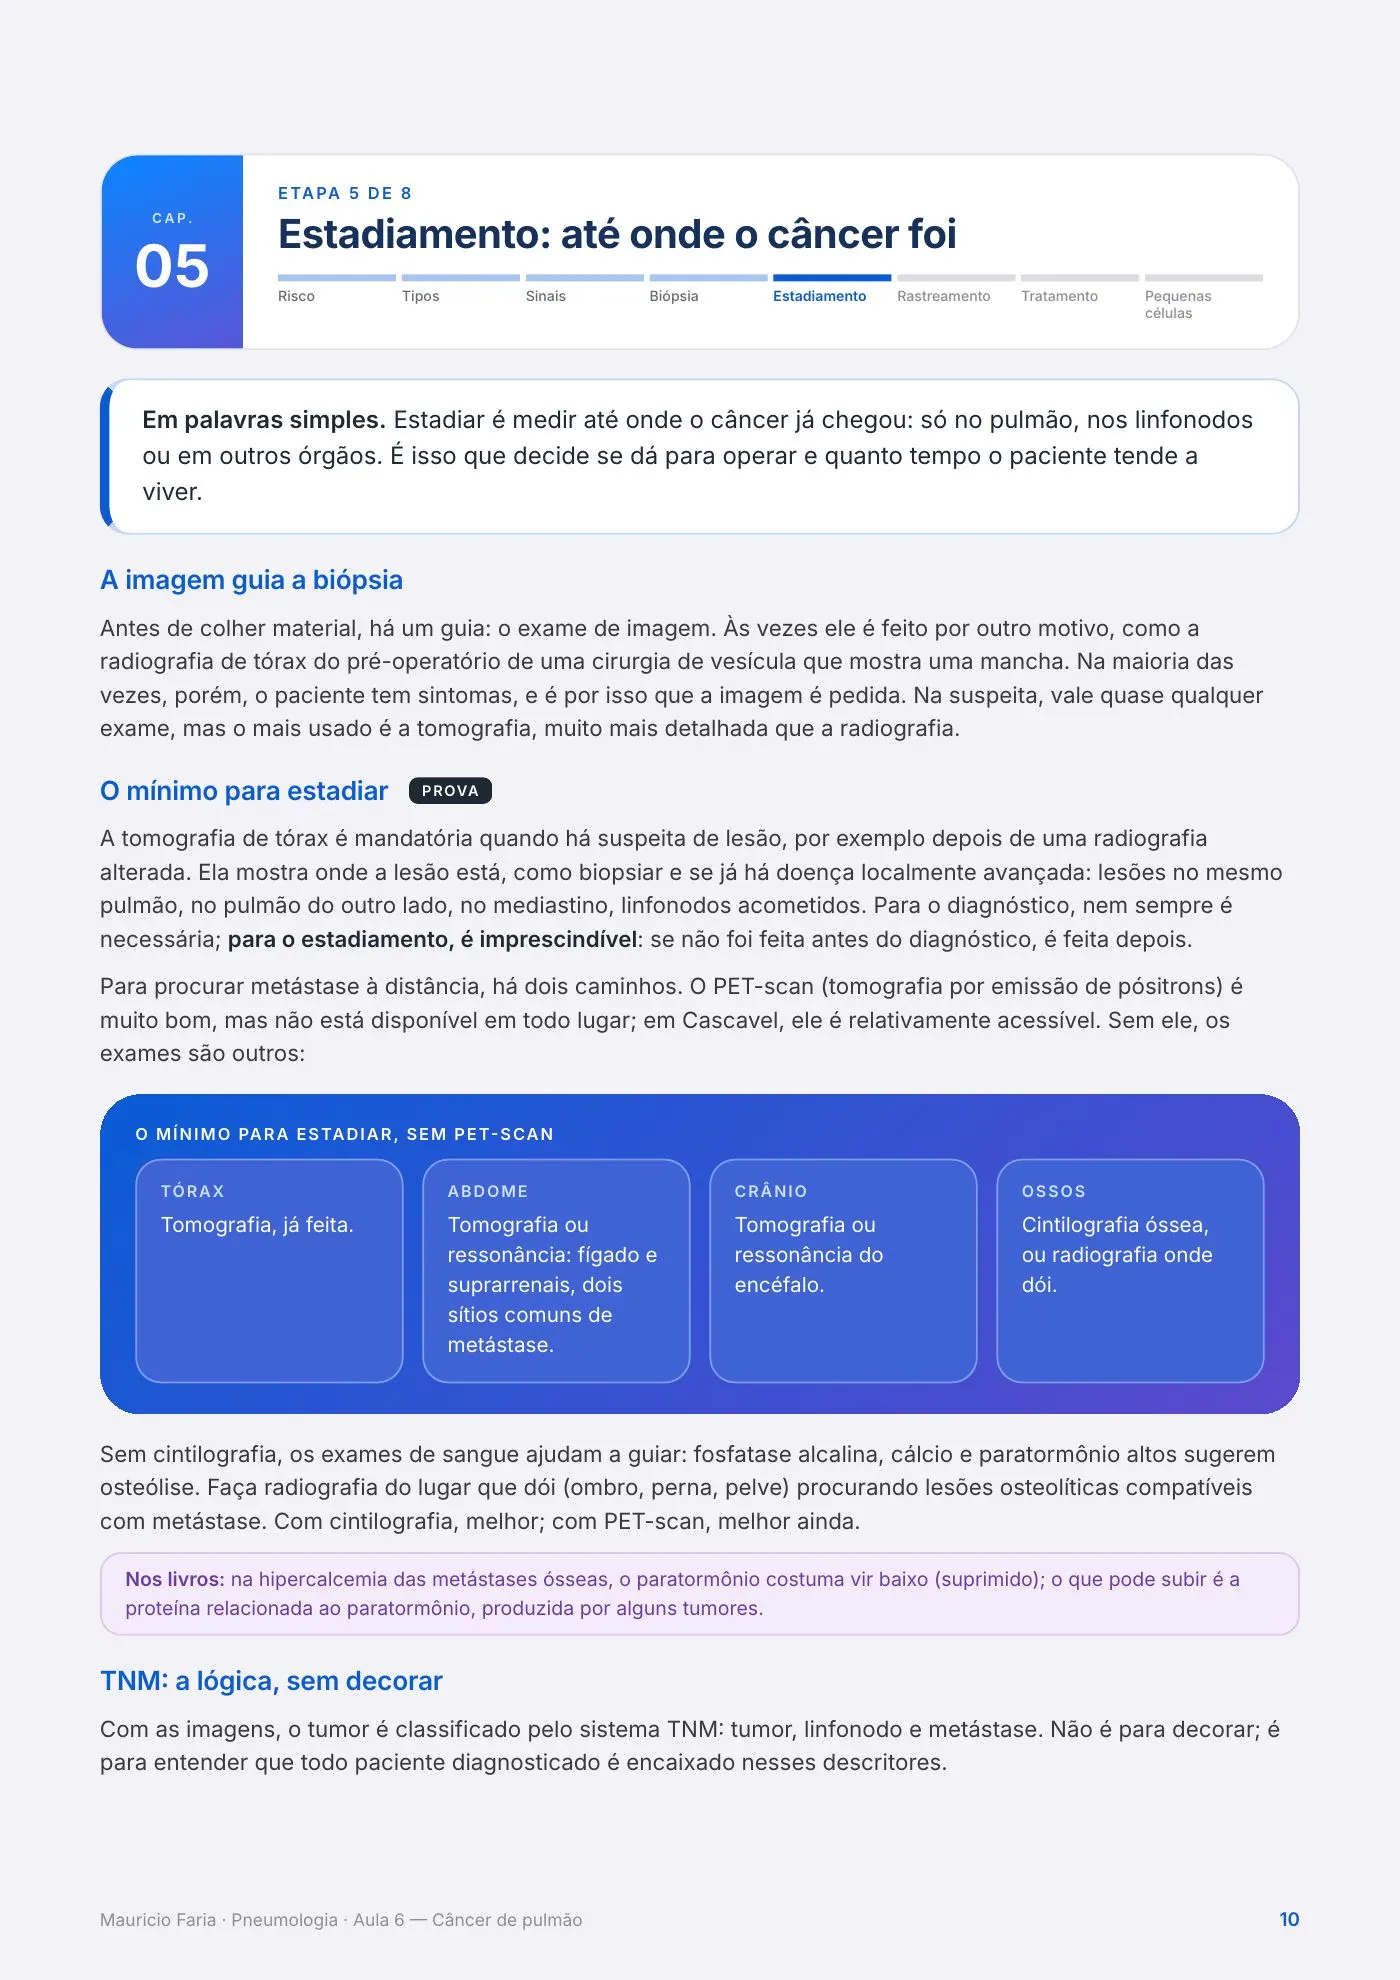 CAP.
05
ETAPA 5 DE 8
Estadiamento: até onde o câncer foi
Risco
Tipos
Sinais
Biópsia
Estadiamento
Rastreamento
Tratamento
Pequenas
células
Em palavras simples. Estadiar é medir até onde o câncer já chegou: só no pulmão, nos linfonodos
ou em outros órgãos. É isso que decide se dá para operar e quanto tempo o paciente tende a
viver.
A imagem guia a biópsia
Antes de colher material, há um guia: o exame de imagem. Às vezes ele é feito por outro motivo, como a
radiografia de tórax do pré-operatório de uma cirurgia de vesícula que mostra uma mancha. Na maioria das
vezes, porém, o paciente tem sintomas, e é por isso que a imagem é pedida. Na suspeita, vale quase qualquer
exame, mas o mais usado é a tomografia, muito mais detalhada que a radiografia.
O mínimo para estadiar PROVA
A tomografia de tórax é mandatória quando há suspeita de lesão, por exemplo depois de uma radiografia
alterada. Ela mostra onde a lesão está, como biopsiar e se já há doença localmente avançada: lesões no mesmo
pulmão, no pulmão do outro lado, no mediastino, linfonodos acometidos. Para o diagnóstico, nem sempre é
necessária; para o estadiamento, é imprescindível: se não foi feita antes do diagnóstico, é feita depois.
Para procurar metástase à distância, há dois caminhos. O PET-scan (tomografia por emissão de pósitrons) é
muito bom, mas não está disponível em todo lugar; em Cascavel, ele é relativamente acessível. Sem ele, os
exames são outros:
O MÍNIMO PARA ESTADIAR, SEM PET-SCAN
TÓRAX
Tomografia, já feita.
ABDOME
Tomografia ou
ressonância: fígado e
suprarrenais, dois
sítios comuns de
metástase.
CRÂNIO
Tomografia ou
ressonância do
encéfalo.
OSSOS
Cintilografia óssea,
ou radiografia onde
dói.
Sem cintilografia, os exames de sangue ajudam a guiar: fosfatase alcalina, cálcio e paratormônio altos sugerem
osteólise. Faça radiografia do lugar que dói (ombro, perna, pelve) procurando lesões osteolíticas compatíveis
com metástase. Com cintilografia, melhor; com PET-scan, melhor ainda.
Nos livros: na hipercalcemia das metástases ósseas, o paratormônio costuma vir baixo (suprimido); o que pode subir é a
proteína relacionada ao paratormônio, produzida por alguns tumores.
TNM: a lógica, sem decorar
Com as imagens, o tumor é classificado pelo sistema TNM: tumor, linfonodo e metástase. Não é para decorar; é
para entender que todo paciente diagnosticado é encaixado nesses descritores.
Mauricio Faria · Pneumologia · Aula 6 — Câncer de pulmão
10